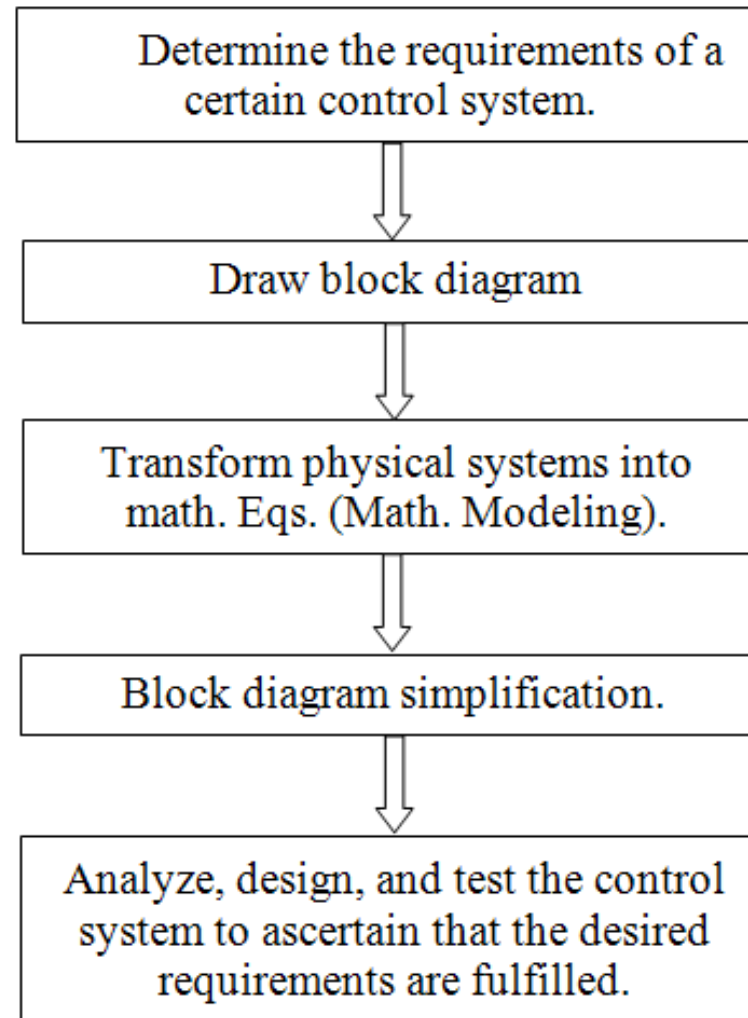 Determine the requirements of a
certain control system.
Draw block diagram
Transform physical systems into
math. Eqs. (Math. Modeling).
Block diagram simplification.
Analyze, design, and test the control
system to ascertain that the desired
requirements are fulfilled.